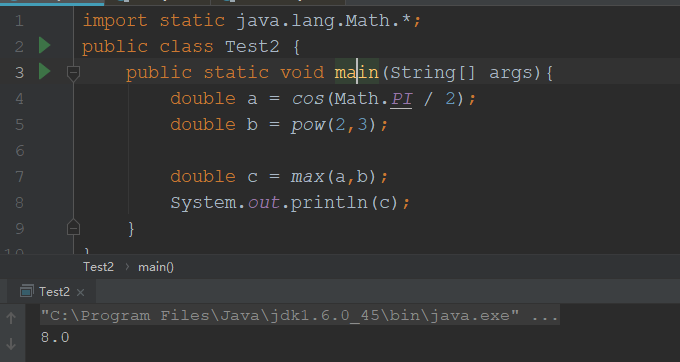 1 import static java.lang.Math.*;
2 public class Test2 {
3 public static void main(String[] args){
4 double a = cos(Math.PI / 2);
5 double b = pow(2,3);
6
7 double c = max(a,b);
8 System.out.println(c);
9 }
10 }
Test2 › main()
Test2 ×
"C:\Program Files\Java\jdk1.6.0_45\bin\java.exe" ...
8.0